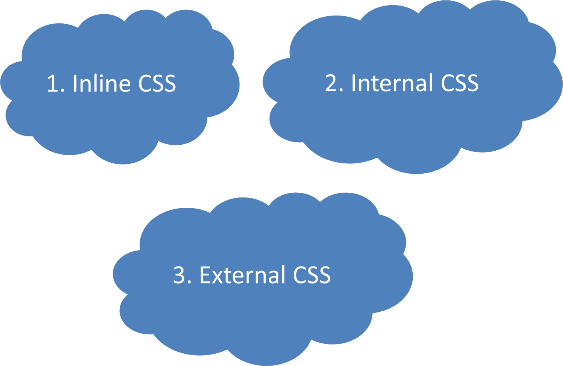 1. Inline CSS
2. Internal CSS
3. External CSS